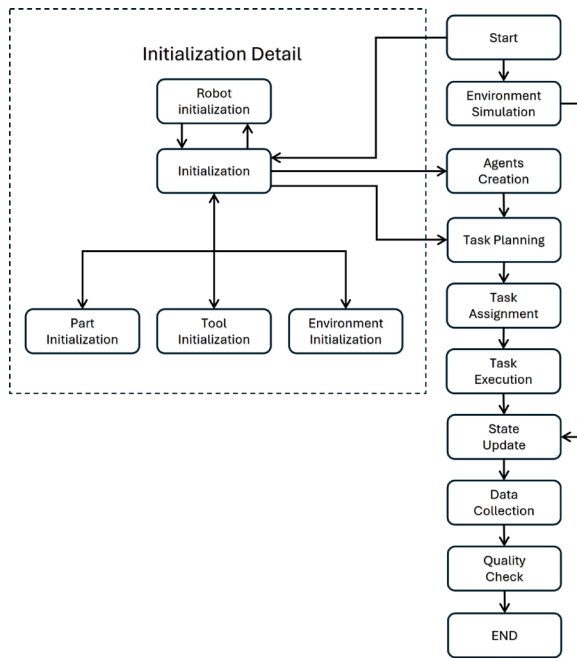 Initialization Detail
Robot
initialization
Initialization
Part
Initialization
Tool
Initialization
Environment
Initialization
Start
Environment
Simulation
Agents
Creation
Task Planning
Task
Assignment
Task
Execution
State
Update
Data
Collection
Quality
Check
END